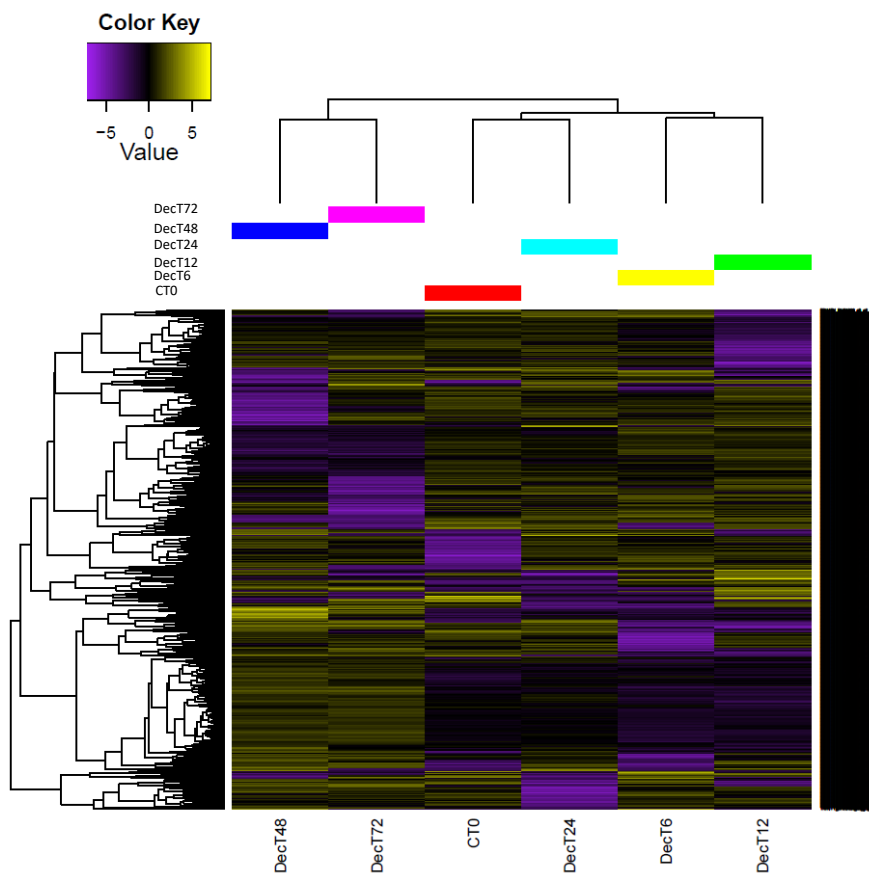 Color Key
−5 0 5
Value
DecT72
DecT48
DecT24
DecT12
DecT6
CT0
DecT48
DecT72
CT0
DecT24
DecT6
DecT12